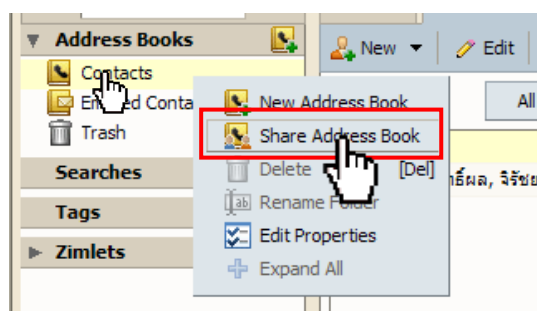 Address Books
New
Edit
Contacts
All
Conta
New Address Book
Trash
Share Address Book
Searches
Delete [Del]
Tags
Rename Folder
Zimlets
Edit Properties
Expand All